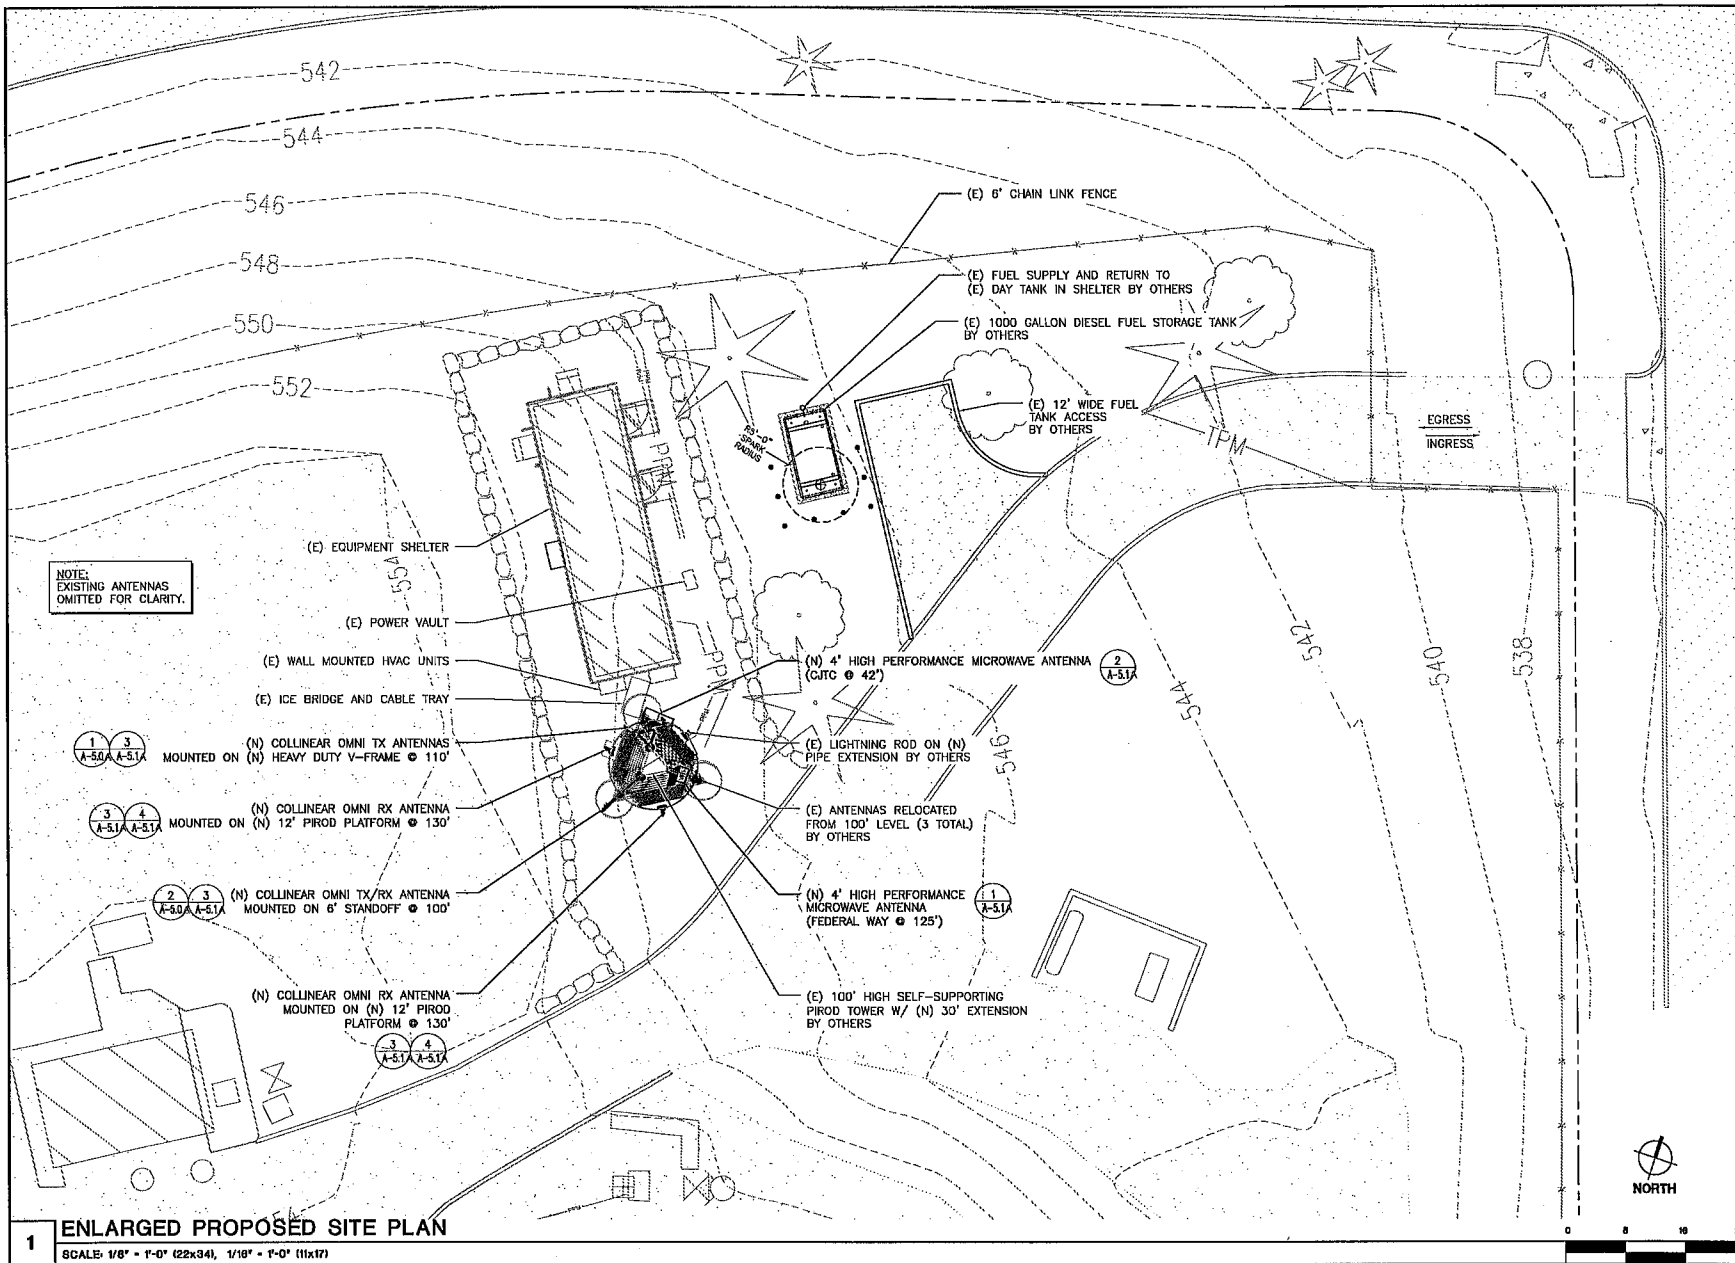 542
544
546
548
550
552
(E) 6' CHAIN LINK FENCE
(E) FUEL SUPPLY AND RETURN TO
(E) DAY TANK IN SHELTER BY OTHERS
(E) 1000 GALLON DIESEL FUEL STORAGE TANK
BY OTHERS
(E) 12' WIDE FUEL
TANK ACCESS
BY OTHERS
R5'-0"
SPARK
RADIUS
EGRESS
INGRESS
TPM
(E) EQUIPMENT SHELTER
NOTE:
EXISTING ANTENNAS
OMITTED FOR CLARITY.
554
(E) POWER VAULT
(E) WALL MOUNTED HVAC UNITS
(E) ICE BRIDGE AND CABLE TRAY
(N) 4' HIGH PERFORMANCE MICROWAVE ANTENNA
(CJTC @ 42')
2
A-5.1A
542
540
538
544
546
1
A-5.0A
3
A-5.1A
(N) COLLINEAR OMNI TX ANTENNAS
MOUNTED ON (N) HEAVY DUTY V-FRAME @ 110'
(E) LIGHTNING ROD ON (N)
PIPE EXTENSION BY OTHERS
3
A-5.1A
4
A-5.1A
(N) COLLINEAR OMNI RX ANTENNA
MOUNTED ON (N) 12' PIROD PLATFORM @ 130'
(E) ANTENNAS RELOCATED
FROM 100' LEVEL (3 TOTAL)
BY OTHERS
2
A-5.0A
3
A-5.1A
(N) COLLINEAR OMNI TX/RX ANTENNA
MOUNTED ON 6' STANDOFF @ 100'
(N) 4' HIGH PERFORMANCE
MICROWAVE ANTENNA
(FEDERAL WAY @ 125')
1
A-5.1A
(N) COLLINEAR OMNI RX ANTENNA
MOUNTED ON (N) 12' PIROD
PLATFORM @ 130'
3
A-5.1A
4
A-5.1A
(E) 100' HIGH SELF-SUPPORTING
PIROD TOWER W/ (N) 30' EXTENSION
BY OTHERS
NORTH
1
ENLARGED PROPOSED SITE PLAN
SCALE: 1/8" = 1'-0" (22x34), 1/16" = 1'-0" (11x17)
0 8 16